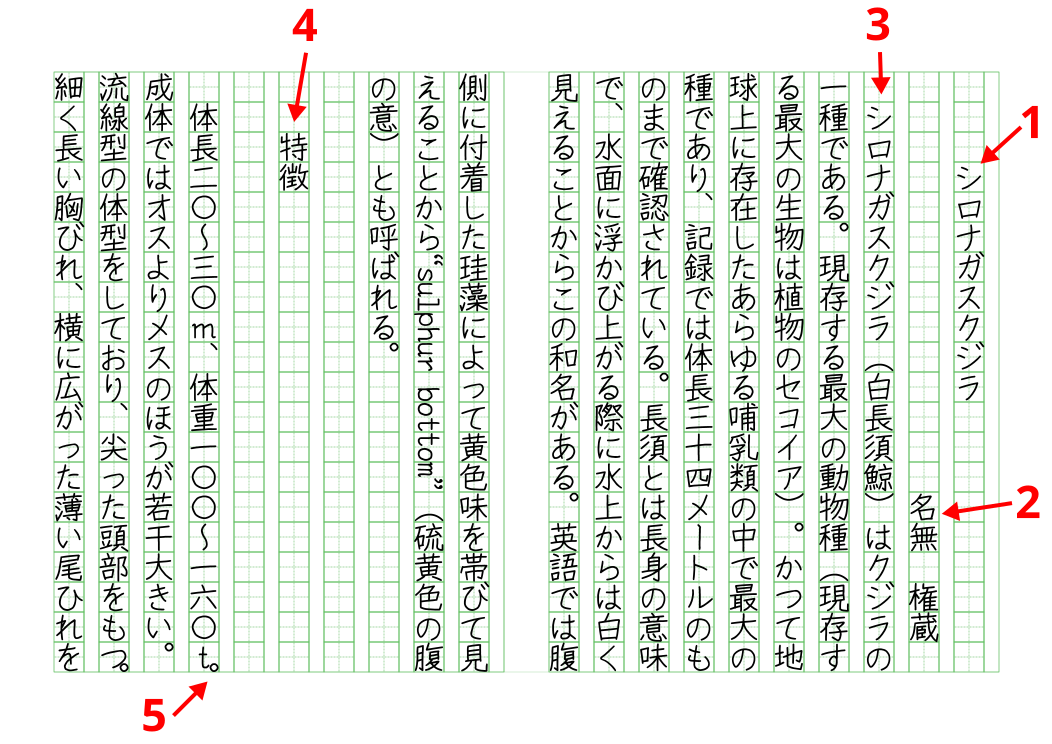 1
シロナガスクジラ
2
名無　権蔵
3
シロナガスクジラ（白長須鯨）はクジラの
一種である。現存する最大の動物種（現存す
る最大の生物は植物のセコイア）。かつて地
球上に存在したあらゆる哺乳類の中で最大の
種であり、記録では体長三十四メートルのも
のまで確認されている。長須とは長身の意味
で、水面に浮かび上がる際に水上からは白く
見えることからこの和名がある。英語では腹
側に付着した珪藻によって黄色味を帯びて見
えることから“sulphur bottom”（硫黄色の腹
の意）とも呼ばれる。
4
特徴
体長二〇〜三〇m、体重一〇〇〜一六〇t。
5
成体ではオスよりメスのほうが若干大きい。
流線型の体型をしており、尖った頭部をもつ。
細く長い胸びれ、横に広がった薄い尾ひれを